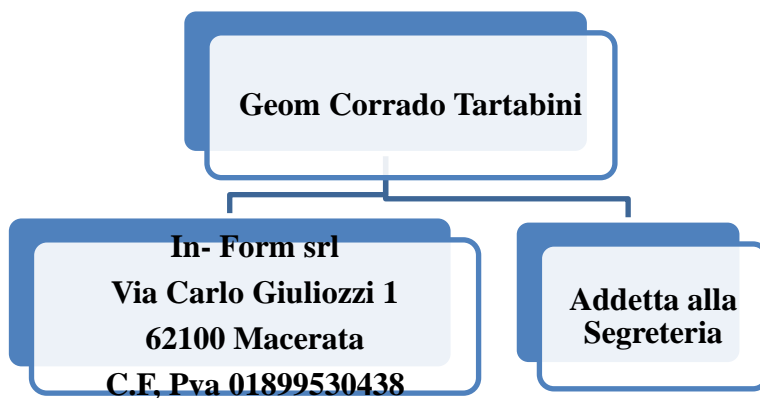 Geom Corrado Tartabini
In- Form srl
Via Carlo Giuliozzi 1
62100 Macerata
C.F, Pva 01899530438
Addetta alla
Segreteria